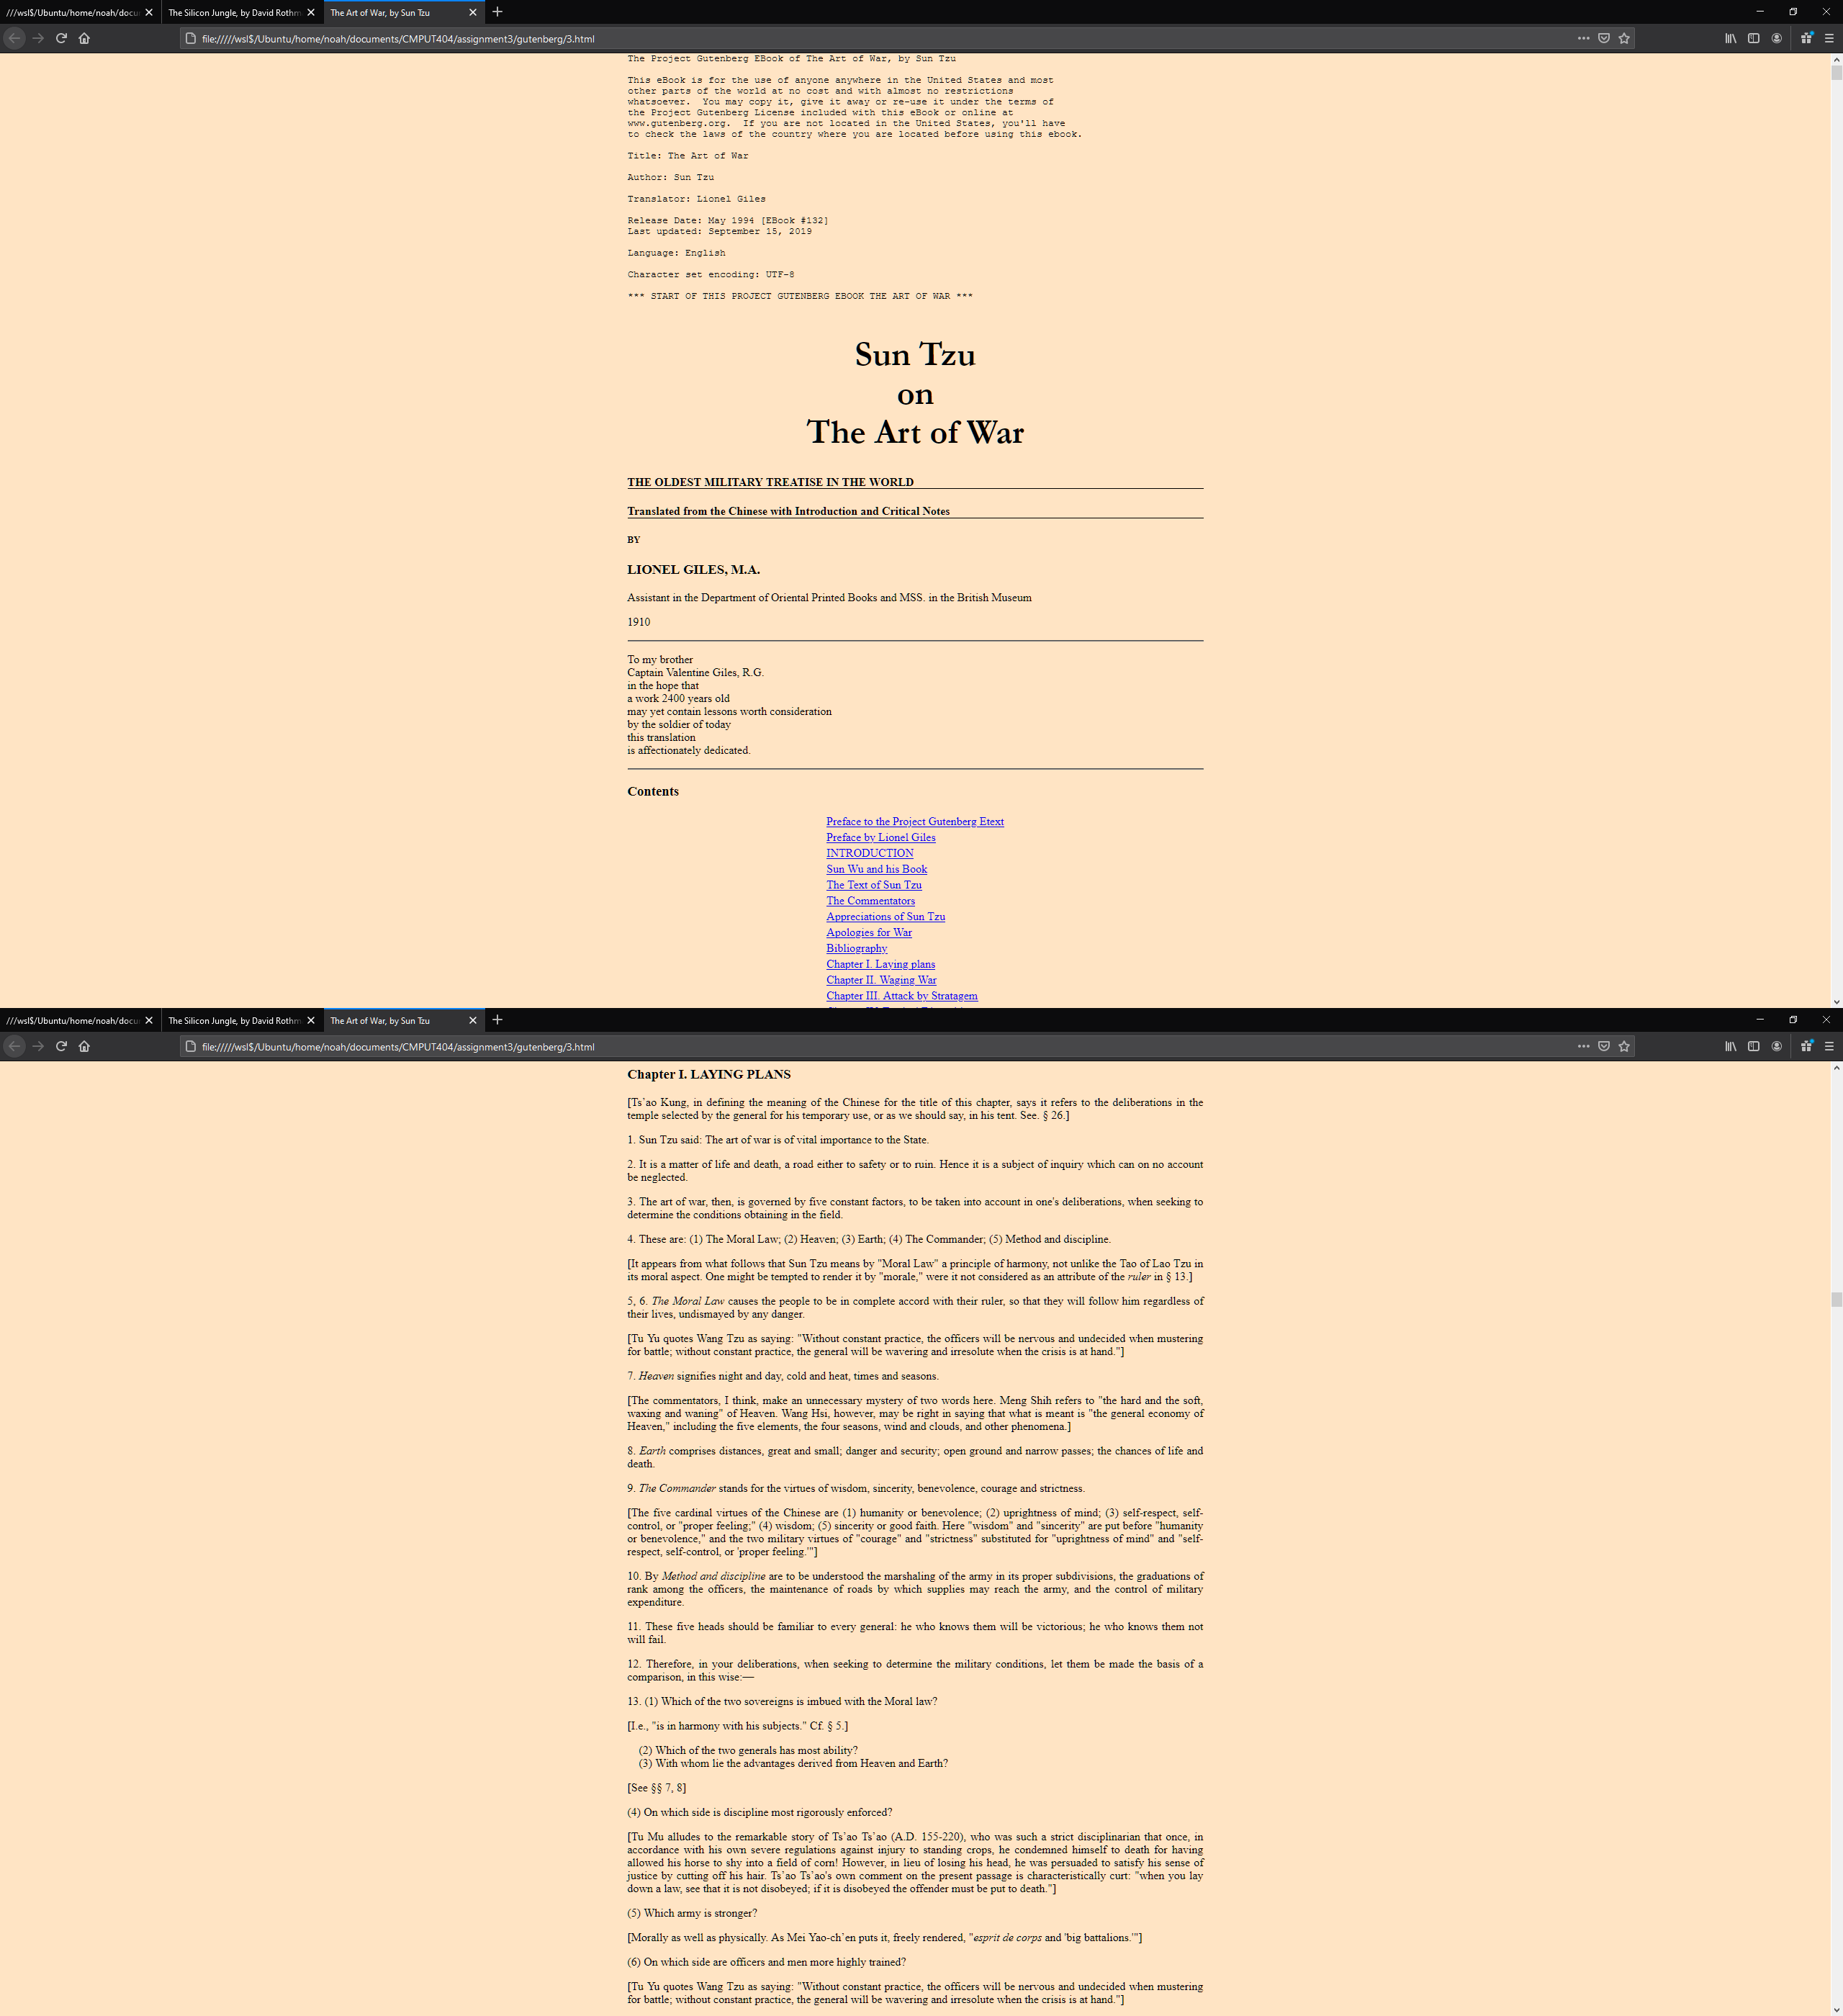 ///wsl$/Ubuntu/home/noah/docu
The Silicon Jungle, by David Rothm
The Art of War, by Sun Tzu
file://///wsl$/Ubuntu/home/noah/documents/CMPUT404/assignment3/gutenberg/3.html
The Project Gutenberg EBook of The Art of War, by Sun Tzu
This eBook is for the use of anyone anywhere in the United States and most
other parts of the world at no cost and with almost no restrictions
whatsoever.  You may copy it, give it away or re-use it under the terms of
the Project Gutenberg License included with this eBook or online at
www.gutenberg.org.  If you are not located in the United States, you'll have
to check the laws of the country where you are located before using this ebook.
Title: The Art of War
Author: Sun Tzu
Translator: Lionel Giles
Release Date: May 1994 [EBook #132]
Last updated: September 15, 2019
Language: English
Character set encoding: UTF-8
*** START OF THIS PROJECT GUTENBERG EBOOK THE ART OF WAR ***
Sun Tzu
on
The Art of War
THE OLDEST MILITARY TREATISE IN THE WORLD
Translated from the Chinese with Introduction and Critical Notes
BY
LIONEL GILES, M.A.
Assistant in the Department of Oriental Printed Books and MSS. in the British Museum
1910
To my brother
Captain Valentine Giles, R.G.
in the hope that
a work 2400 years old
may yet contain lessons worth consideration
by the soldier of today
this translation
is affectionately dedicated.
Contents
Preface to the Project Gutenberg Etext
Preface by Lionel Giles
INTRODUCTION
Sun Wu and his Book
The Text of Sun Tzu
The Commentators
Appreciations of Sun Tzu
Apologies for War
Bibliography
Chapter I. Laying plans
Chapter II. Waging War
Chapter III. Attack by Stratagem
///wsl$/Ubuntu/home/noah/docu
The Silicon Jungle, by David Rothm
The Art of War, by Sun Tzu
file://///wsl$/Ubuntu/home/noah/documents/CMPUT404/assignment3/gutenberg/3.html
Chapter I. LAYING PLANS
[Ts’ao Kung, in defining the meaning of the Chinese for the title of this chapter, says it refers to the deliberations in the
temple selected by the general for his temporary use, or as we should say, in his tent. See. § 26.]
1. Sun Tzu said: The art of war is of vital importance to the State.
2. It is a matter of life and death, a road either to safety or to ruin. Hence it is a subject of inquiry which can on no account
be neglected.
3. The art of war, then, is governed by five constant factors, to be taken into account in one's deliberations, when seeking to
determine the conditions obtaining in the field.
4. These are: (1) The Moral Law; (2) Heaven; (3) Earth; (4) The Commander; (5) Method and discipline.
[It appears from what follows that Sun Tzu means by "Moral Law" a principle of harmony, not unlike the Tao of Lao Tzu in
its moral aspect. One might be tempted to render it by "morale," were it not considered as an attribute of the ruler in § 13.]
5, 6. The Moral Law causes the people to be in complete accord with their ruler, so that they will follow him regardless of
their lives, undismayed by any danger.
[Tu Yu quotes Wang Tzu as saying: "Without constant practice, the officers will be nervous and undecided when mustering
for battle; without constant practice, the general will be wavering and irresolute when the crisis is at hand."]
7. Heaven signifies night and day, cold and heat, times and seasons.
[The commentators, I think, make an unnecessary mystery of two words here. Meng Shih refers to "the hard and the soft,
waxing and waning" of Heaven. Wang Hsi, however, may be right in saying that what is meant is "the general economy of
Heaven," including the five elements, the four seasons, wind and clouds, and other phenomena.]
8. Earth comprises distances, great and small; danger and security; open ground and narrow passes; the chances of life and
death.
9. The Commander stands for the virtues of wisdom, sincerity, benevolence, courage and strictness.
[The five cardinal virtues of the Chinese are (1) humanity or benevolence; (2) uprightness of mind; (3) self-respect, self-
control, or "proper feeling;" (4) wisdom; (5) sincerity or good faith. Here "wisdom" and "sincerity" are put before "humanity
or benevolence," and the two military virtues of "courage" and "strictness" substituted for "uprightness of mind" and "self-
respect, self-control, or 'proper feeling.'"]
10. By Method and discipline are to be understood the marshaling of the army in its proper subdivisions, the graduations of
rank among the officers, the maintenance of roads by which supplies may reach the army, and the control of military
expenditure.
11. These five heads should be familiar to every general: he who knows them will be victorious; he who knows them not
will fail.
12. Therefore, in your deliberations, when seeking to determine the military conditions, let them be made the basis of a
comparison, in this wise:—
13. (1) Which of the two sovereigns is imbued with the Moral law?
[I.e., "is in harmony with his subjects." Cf. § 5.]
(2) Which of the two generals has most ability?
(3) With whom lie the advantages derived from Heaven and Earth?
[See §§ 7, 8]
(4) On which side is discipline most rigorously enforced?
[Tu Mu alludes to the remarkable story of Ts’ao Ts’ao (A.D. 155-220), who was such a strict disciplinarian that once, in
accordance with his own severe regulations against injury to standing crops, he condemned himself to death for having
allowed his horse to shy into a field of corn! However, in lieu of losing his head, he was persuaded to satisfy his sense of
justice by cutting off his hair. Ts’ao Ts’ao's own comment on the present passage is characteristically curt: "when you lay
down a law, see that it is not disobeyed; if it is disobeyed the offender must be put to death."]
(5) Which army is stronger?
[Morally as well as physically. As Mei Yao-ch’en puts it, freely rendered, "esprit de corps and 'big battalions.'"]
(6) On which side are officers and men more highly trained?
[Tu Yu quotes Wang Tzu as saying: "Without constant practice, the officers will be nervous and undecided when mustering
for battle; without constant practice, the general will be wavering and irresolute when the crisis is at hand."]